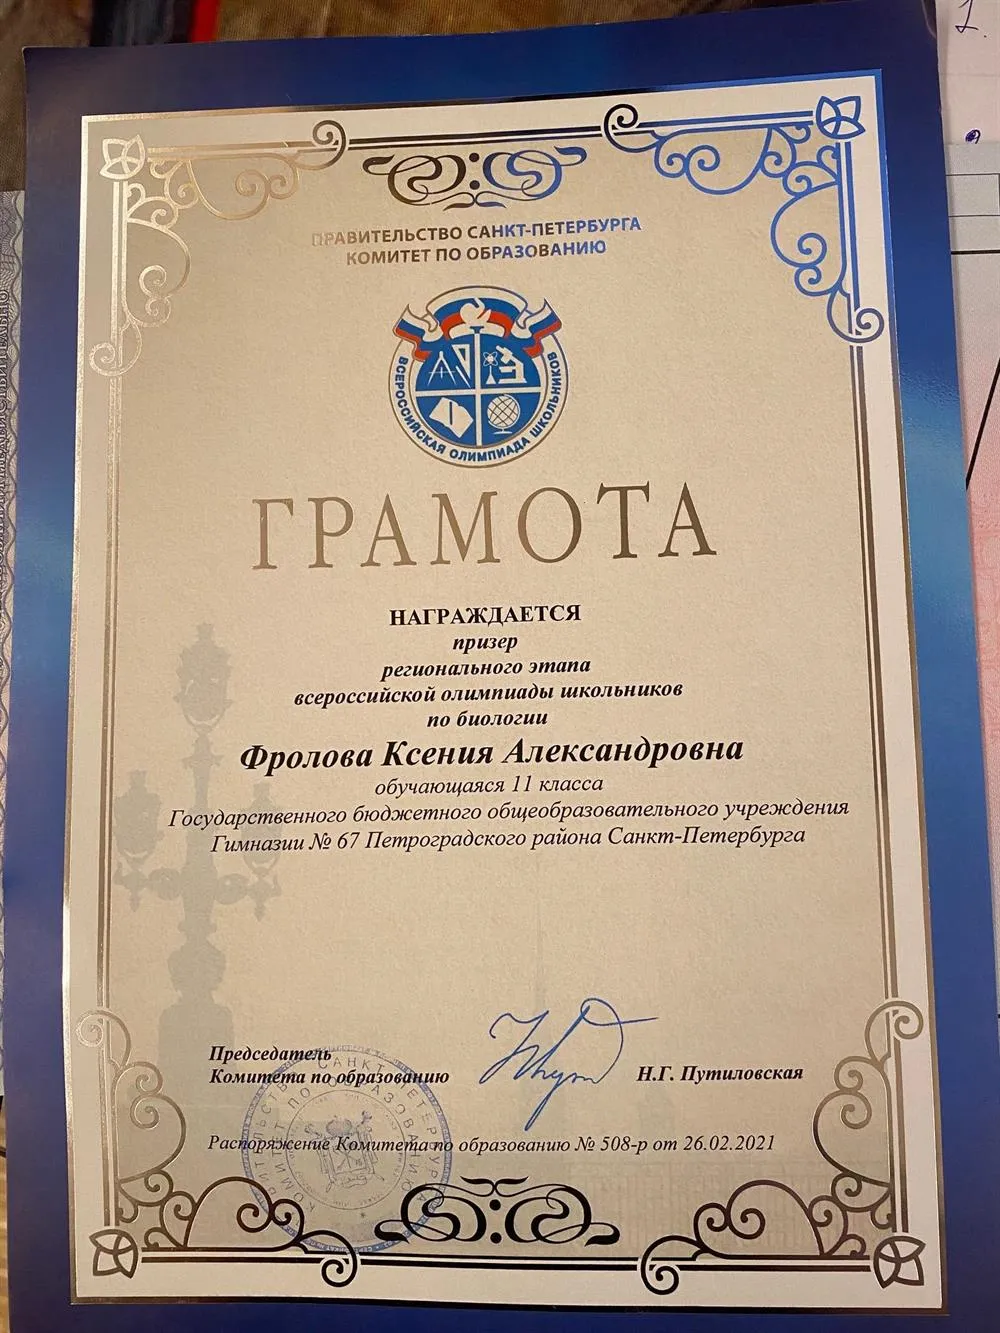 ПРАВИТЕЛЬСТВО САНКТ-ПЕТЕРБУРГА
КОМИТЕТ ПО ОБРАЗОВАНИЮ
ВСЕРОССИЙСКАЯ ОЛИМПИАДА ШКОЛЬНИКОВ
ГРАМОТА
НАГРАЖДАЕТСЯ
призер
регионального этапа
всероссийской олимпиады школьников
по биологии
Фролова Ксения Александровна
обучающаяся 11 класса
Государственного бюджетного общеобразовательного учреждения
Гимназии № 67 Петроградского района Санкт-Петербурга
Председатель
Комитета по образованию
Н.Г. Путиловская
Распоряжение Комитета по образованию № 508-р от 26.02.2021